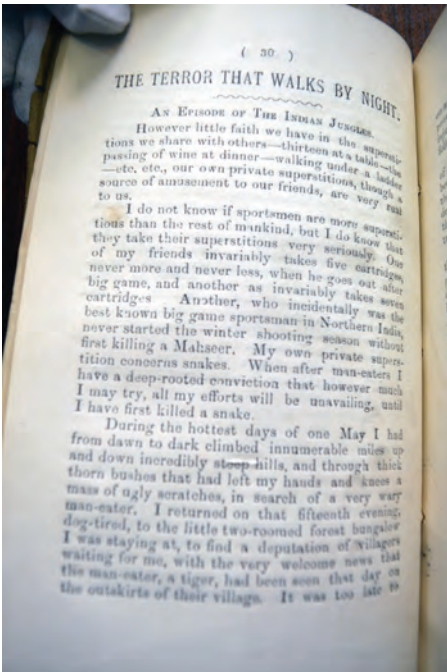 ( 30 )
THE TERROR THAT WALKS BY NIGHT.
AN EPISODE OF THE INDIAN JUNGLES.
However little faith we have in the supersti-
tions we share with others—thirteen at a table—the
passing of wine at dinner—walking under a ladder
—etc. etc., our own private superstitions, though a
source of amusement to our friends, are very real
to us.
I do not know if sportsmen are more supersti-
tions than the rest of mankind, but I do know that
they take their superstitions very seriously. One
of my friends invariably takes five cartridges,
never more and never less, when he goes out after
big game, and another as invariably takes seven
cartridges Another, who incidentally was the
best known big game sportsman in Northern India,
never started the winter shooting season without
first killing a Mahseer. My own private supers-
tition concerns snakes. When after man-eaters I
have a deep-rooted conviction that however much
I may try, all my efforts will be unavailing, until
I have first killed a snake.
During the hottest days of one May I had
from dawn to dark climbed innumerable miles up
and down incredibly steep hills, and through thick
thorn bushes that had left my hands and knees a
mass of ugly scratches, in search of a very wary
man-eater. I returned on that fifteenth evening,
dog-tired, to the little two-roomed forest bungalow
I was staying at, to find a deputation of villagers
waiting for me, with the very welcome news that
the man-eater, a tiger, had been seen that day on
the outskirts of their village. It was too late to